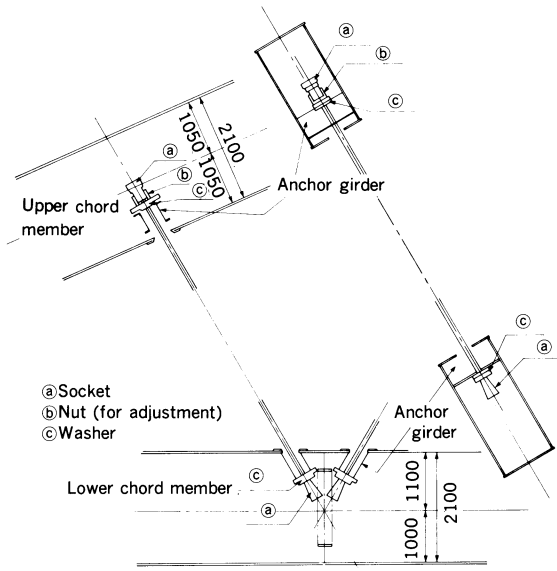 ⓐ
ⓑ
ⓒ
1050
1050
2100
ⓐ
ⓑ
ⓒ
Anchor girder
Upper chord
member
ⓒ
ⓐ
ⓐSocket
ⓑNut (for adjustment)
ⓒWasher
Anchor
girder
ⓒ
Lower chord member
ⓐ
1100
1000
2100